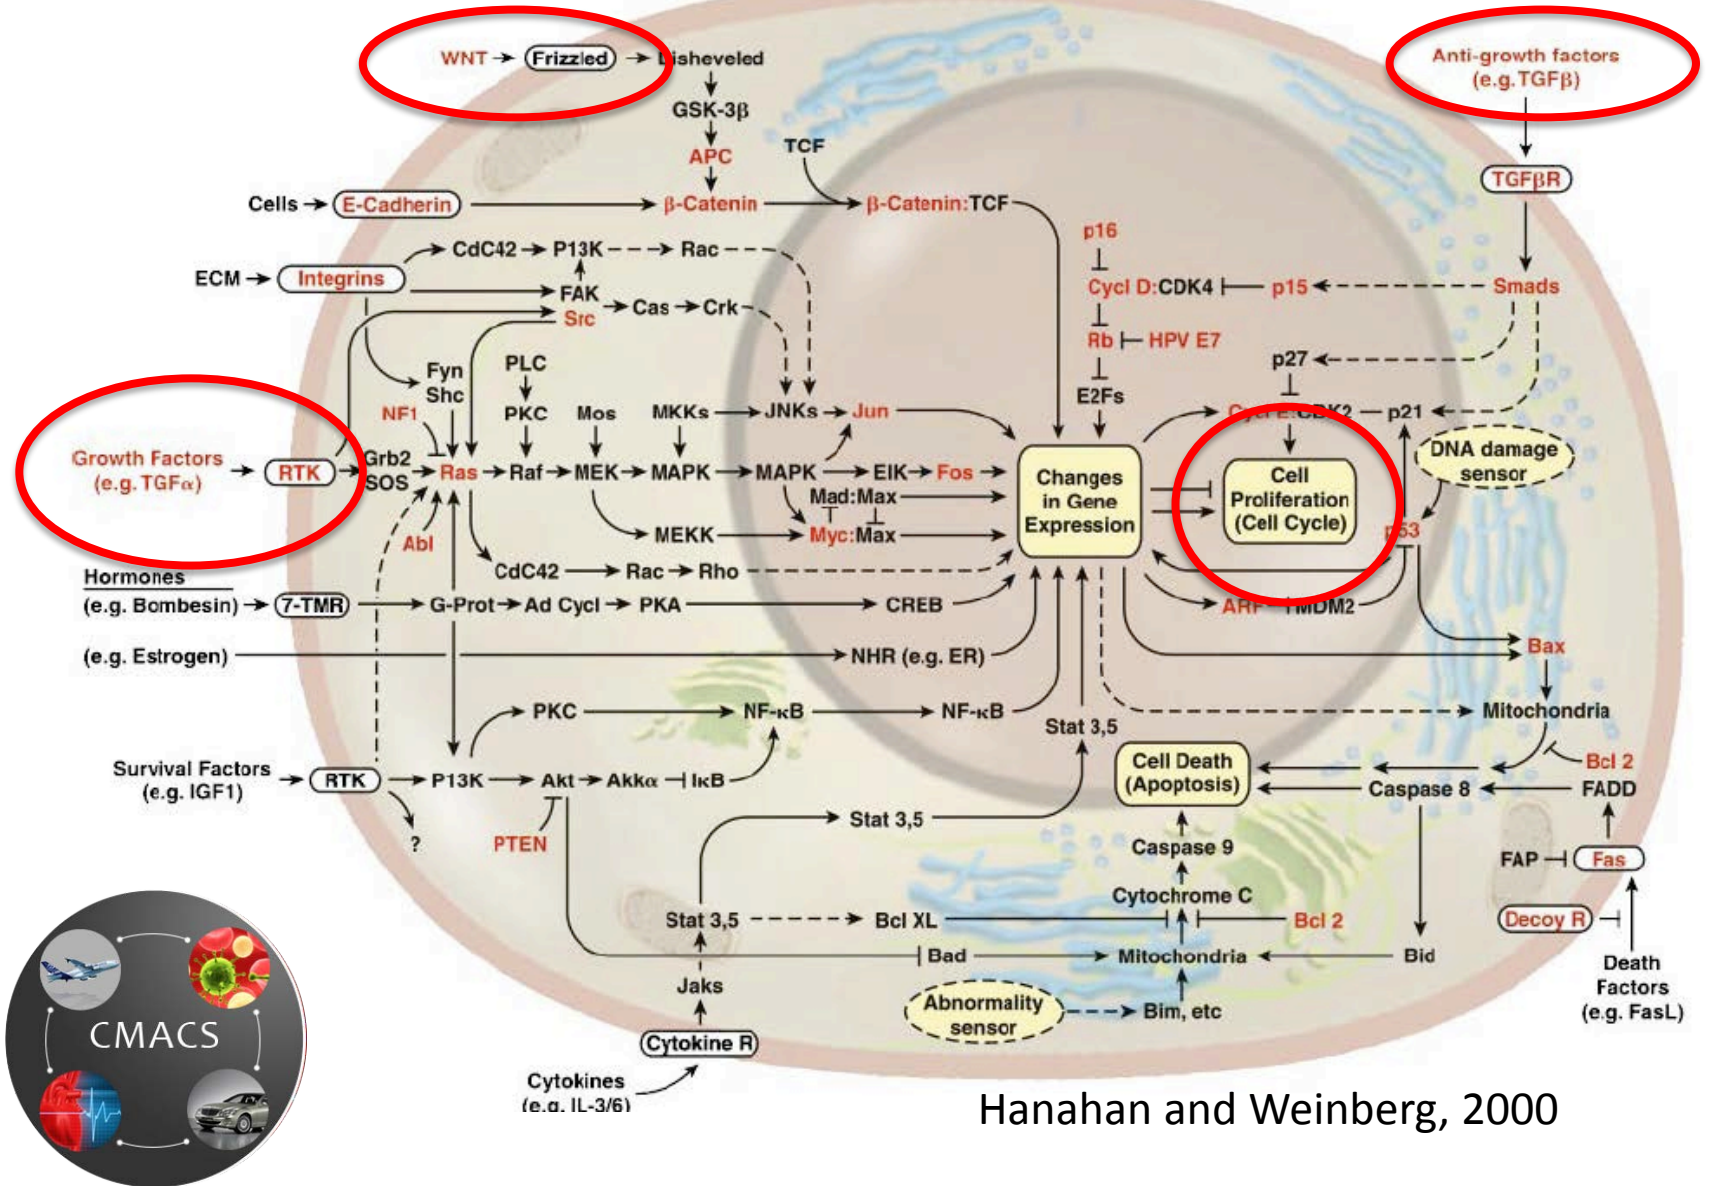 WNT Frizzled Disheveled
GSK-3β
APC
TCF
Anti-growth factors
(e.g. TGFβ)
TGFβR
Cells E-Cadherin β-Catenin β-Catenin:TCF
p16
CdC42 P13K Rac
ECM Integrins
FAK
Src Cas Crk
Cycl D:CDK4 p15 Smads
Rb HPV E7
p27
E2Fs
Fyn
Shc
PLC
NF1 PKC Mos MKKs JNKs Jun
Cycl E:CDK2 p21
DNA damage
sensor
Growth Factors
(e.g. TGFα)
RTK
Grb2
SOS
Ras Raf MEK MAPK MAPK ElK Fos
Mad:Max
Abl
MEKK Myc:Max
Changes
in Gene
Expression
Cell
Proliferation
(Cell Cycle)
p53
CdC42 Rac Rho
Hormones
(e.g. Bombesin) 7-TMR G-Prot Ad Cycl PKA CREB
ARF MDM2
(e.g. Estrogen) NHR (e.g. ER)
Bax
PKC NF-κB NF-κB
Stat 3,5
Mitochondria
Survival Factors
(e.g. IGF1)
RTK P13K Akt Akkα IκB
?
PTEN
Cell Death
(Apoptosis)
Bcl 2
Caspase 8 FADD
Stat 3,5
Caspase 9
FAP Fas
Cytochrome C
Stat 3,5 Bcl XL Bcl 2
Decoy R
Bad Mitochondria Bid
Death
Factors
(e.g. FasL)
Jaks
Abnormality
sensor
Bim, etc
Cytokine R
Cytokines
(e.g. IL-3/6)
CMACS
Hanahan and Weinberg, 2000